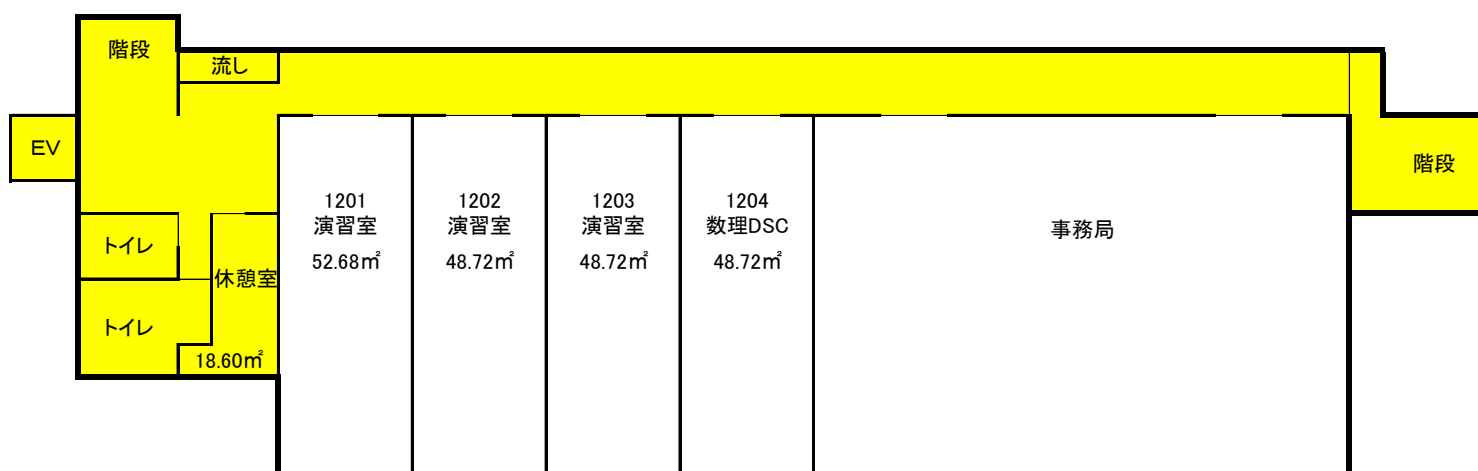 階段
流し
EV
階段
1201
演習室
52.68㎡
1202
演習室
48.72㎡
1203
演習室
48.72㎡
1204
数理DSC
48.72㎡
事務局
トイレ
休憩室
トイレ
18.60㎡